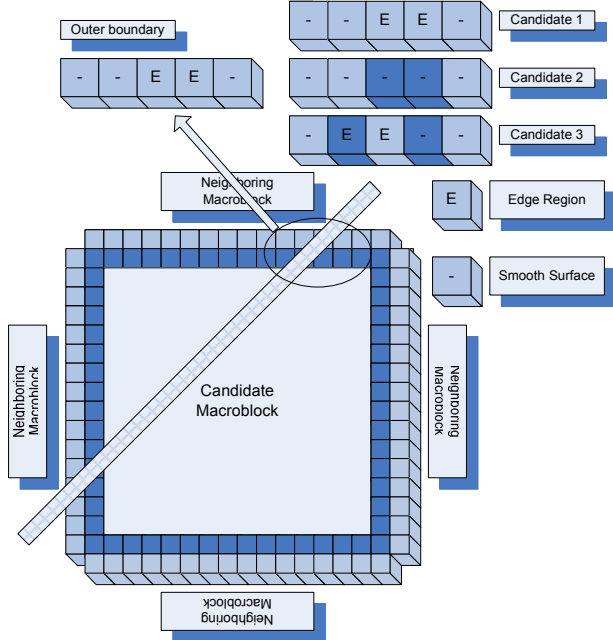 - - E E -
Candidate 1
Outer boundary
- - E E -
- - - - -
Candidate 2
- E E - -
Candidate 3
Neighboring
Macroblock
E
Edge Region
-
Smooth Surface
Neighboring
Macroblock
Candidate
Macroblock
Neighboring
Macroblock
Neighboring
Macroblock